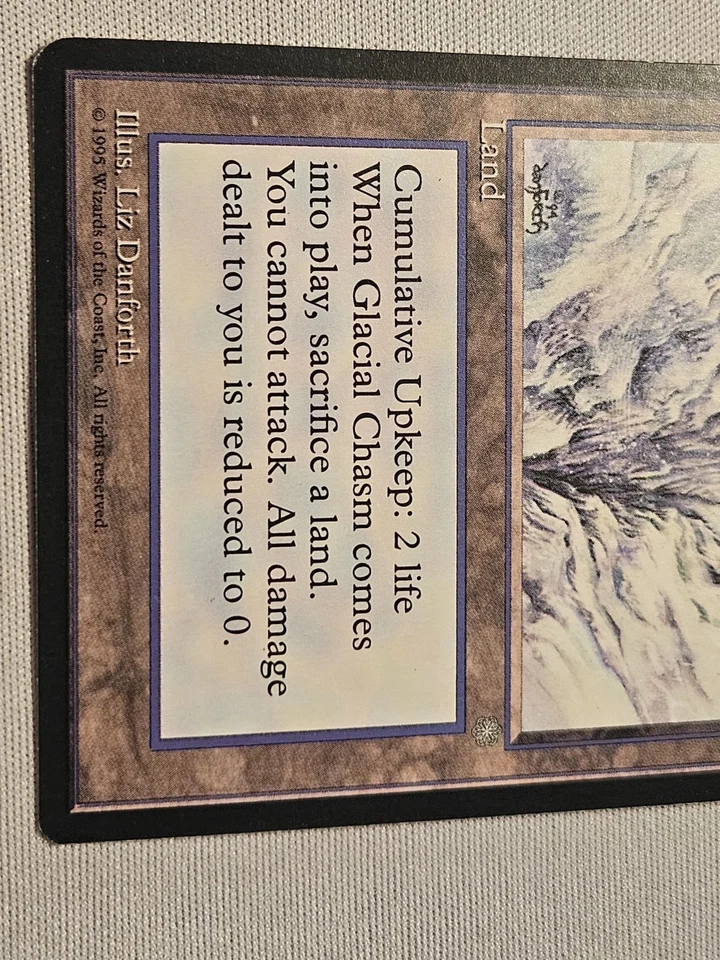 Land
Cumulative Upkeep: 2 life
When Glacial Chasm comes
into play, sacrifice a land.
You cannot attack. All damage
dealt to you is reduced to 0.
Illus. Liz Danforth
© 1995 Wizards of the Coast, Inc. All rights reserved.